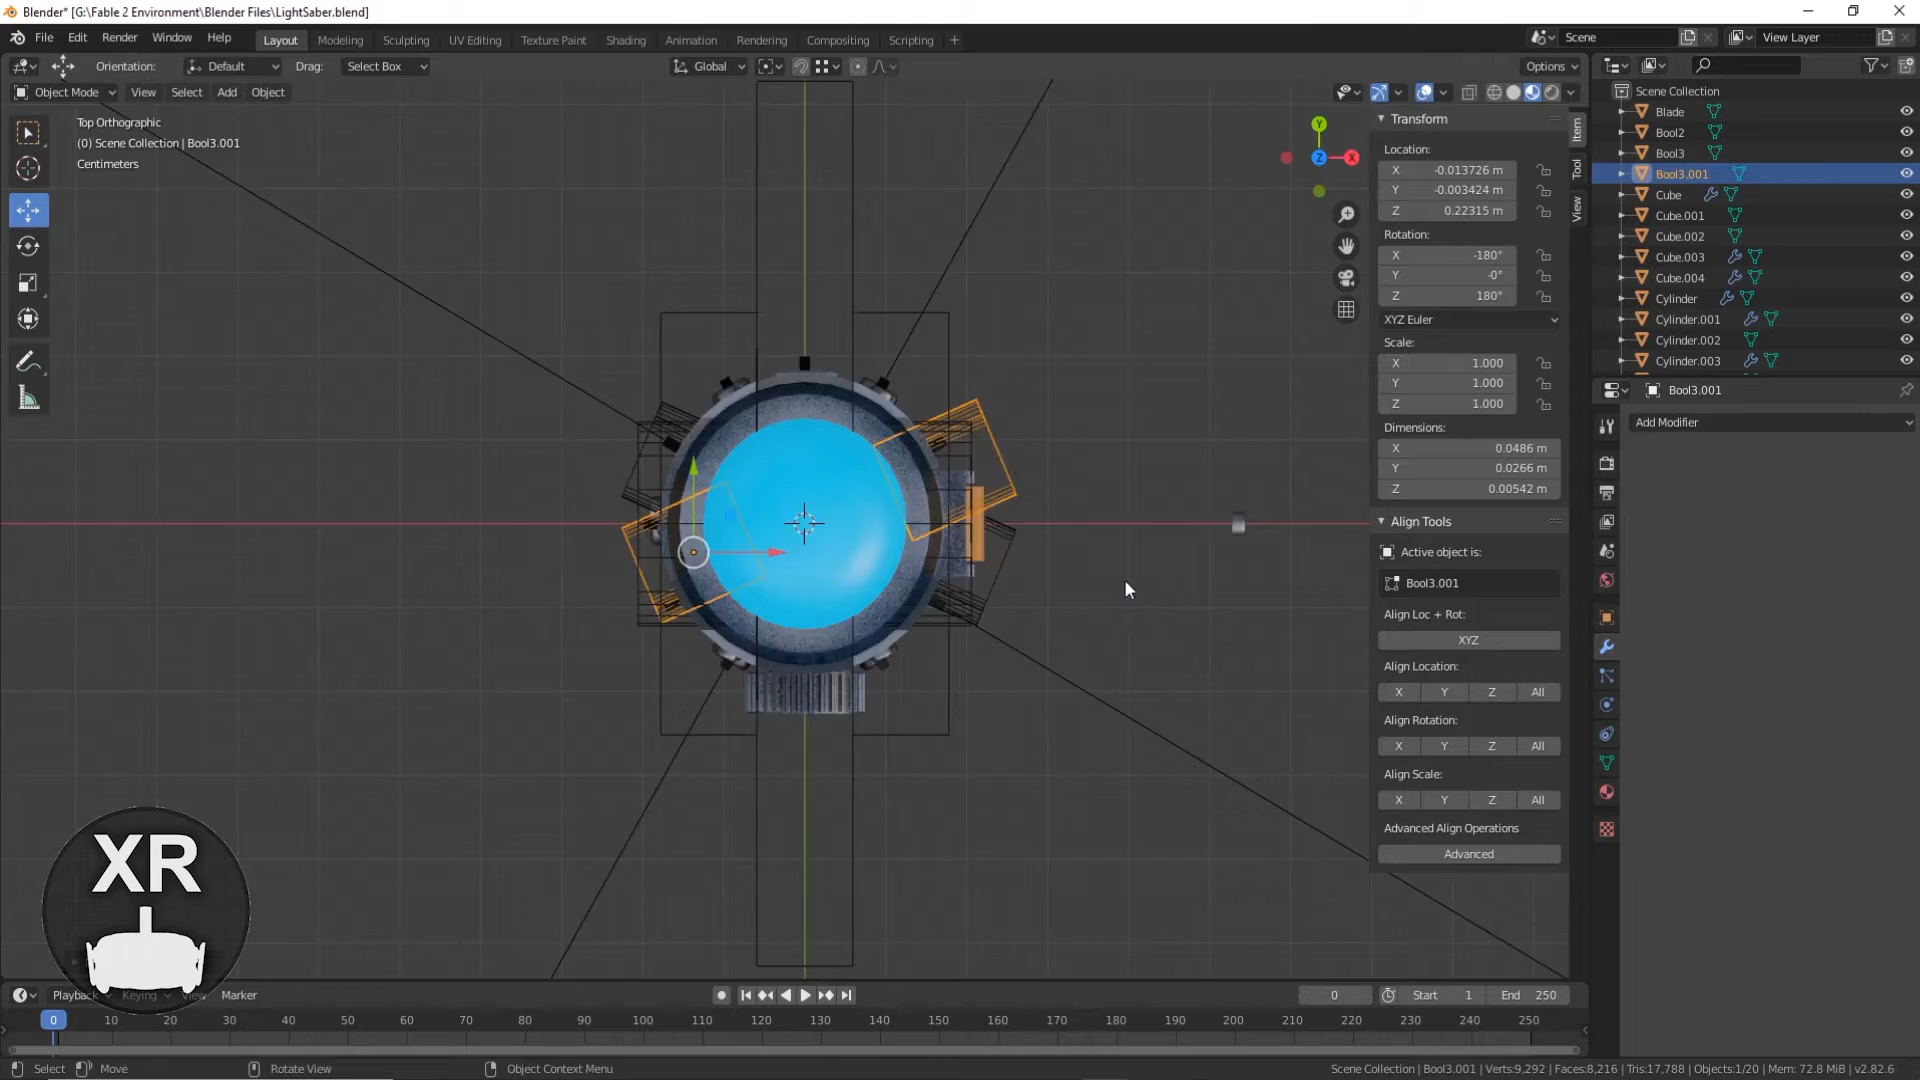 Blender* [G:\Fable 2 Environment\Blender Files\LightSaber.blend]
File Edit Render Window Help
Layout Modeling Sculpting UV Editing Texture Paint Shading Animation Rendering Compositing Scripting +
Scene
View Layer
Orientation: Default Drag: Select Box
Global
Options
Object Mode View Select Add Object
Top Orthographic
(0) Scene Collection | Bool3.001
Centimeters
Y
Z
X
Item
Tool
View
Transform
Location:
X -0.013726 m
Y -0.003424 m
Z 0.22315 m
Rotation:
X -180°
Y -0°
Z 180°
XYZ Euler
Scale:
X 1.000
Y 1.000
Z 1.000
Dimensions:
X 0.0486 m
Y 0.0266 m
Z 0.00542 m
Align Tools
Active object is:
Bool3.001
Align Loc + Rot:
XYZ
Align Location:
X Y Z All
Align Rotation:
X Y Z All
Align Scale:
X Y Z All
Advanced Align Operations
Advanced
Scene Collection
Blade
Bool2
Bool3
Bool3.001
Cube
Cube.001
Cube.002
Cube.003
Cube.004
Cylinder
Cylinder.001
Cylinder.002
Cylinder.003
Bool3.001
Add Modifier
XR
Playback Keying View Marker
0
Start 1 End 250
0 10 20 30 40 50 60 70 80 90 100 110 120 130 140 150 160 170 180 190 200 210 220 230 240 250
Select Move Rotate View Object Context Menu
Scene Collection | Bool3.001 | Verts:9,292 | Faces:8,216 | Tris:17,788 | Objects:1/20 | Mem: 72.8 MiB | v2.82.6